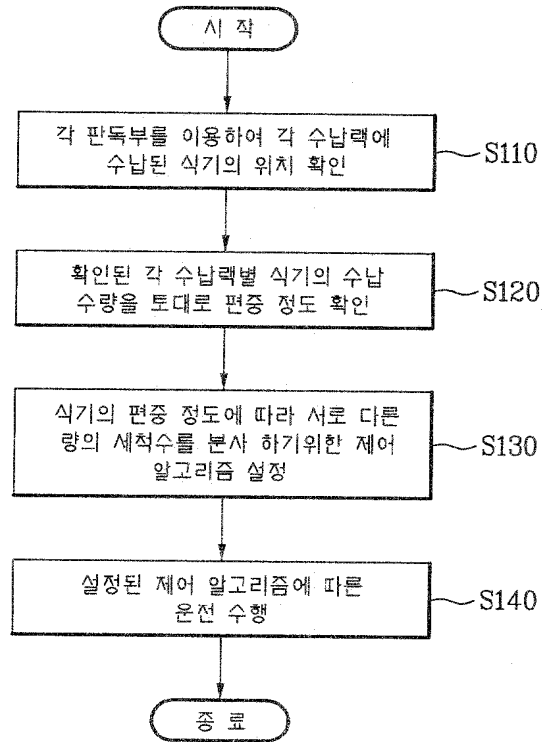 시 작
각 판독부를 이용하여 각 수납랙에
수납된 식기의 위치 확인
S110
확인된 각 수납랙별 식기의 수납
수량을 토대로 편중 정도 확인
S120
식기의 편중 정도에 따라 서로 다른
량의 세척수를 분사 하기위한 제어
알고리즘 설정
S130
설정된 제어 알고리즘에 따른
운전 수행
S140
종 료